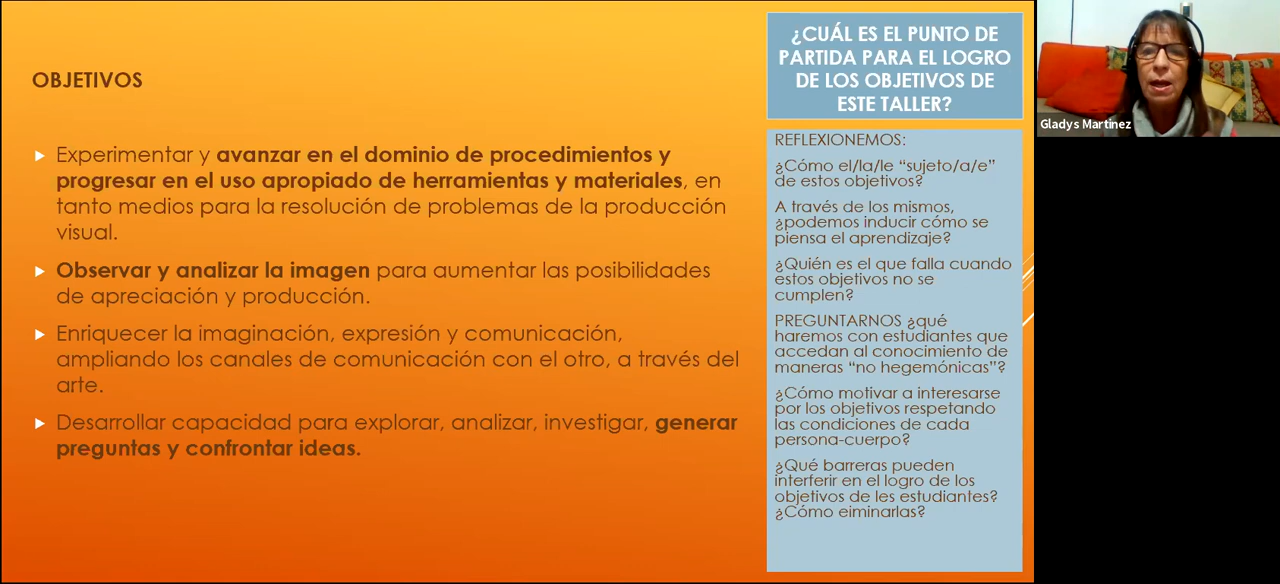 OBJETIVOS
Experimentar y avanzar en el dominio de procedimientos y
progresar en el uso apropiado de herramientas y materiales, en
tanto medios para la resolución de problemas de la producción
visual.
Observar y analizar la imagen para aumentar las posibilidades
de apreciación y producción.
Enriquecer la imaginación, expresión y comunicación,
ampliando los canales de comunicación con el otro, a través del
arte.
Desarrollar capacidad para explorar, analizar, investigar, generar
preguntas y confrontar ideas.
¿CUÁL ES EL PUNTO DE
PARTIDA PARA EL LOGRO
DE LOS OBJETIVOS DE
ESTE TALLER?
REFLEXIONEMOS:
¿Cómo el/la/le “sujeto/a/e”
de estos objetivos?
A través de los mismos,
¿podemos inducir cómo se
piensa el aprendizaje?
¿Quién es el que falla cuando
estos objetivos no se
cumplen?
PREGUNTARNOS ¿qué
haremos con estudiantes que
accedan al conocimiento de
maneras “no hegemónicas”?
¿Cómo motivar a interesarse
por los objetivos respetando
las condiciones de cada
persona-cuerpo?
¿Qué barreras pueden
interferir en el logro de los
objetivos de les estudiantes?
¿Cómo eiminarlas?
Gladys Martinez